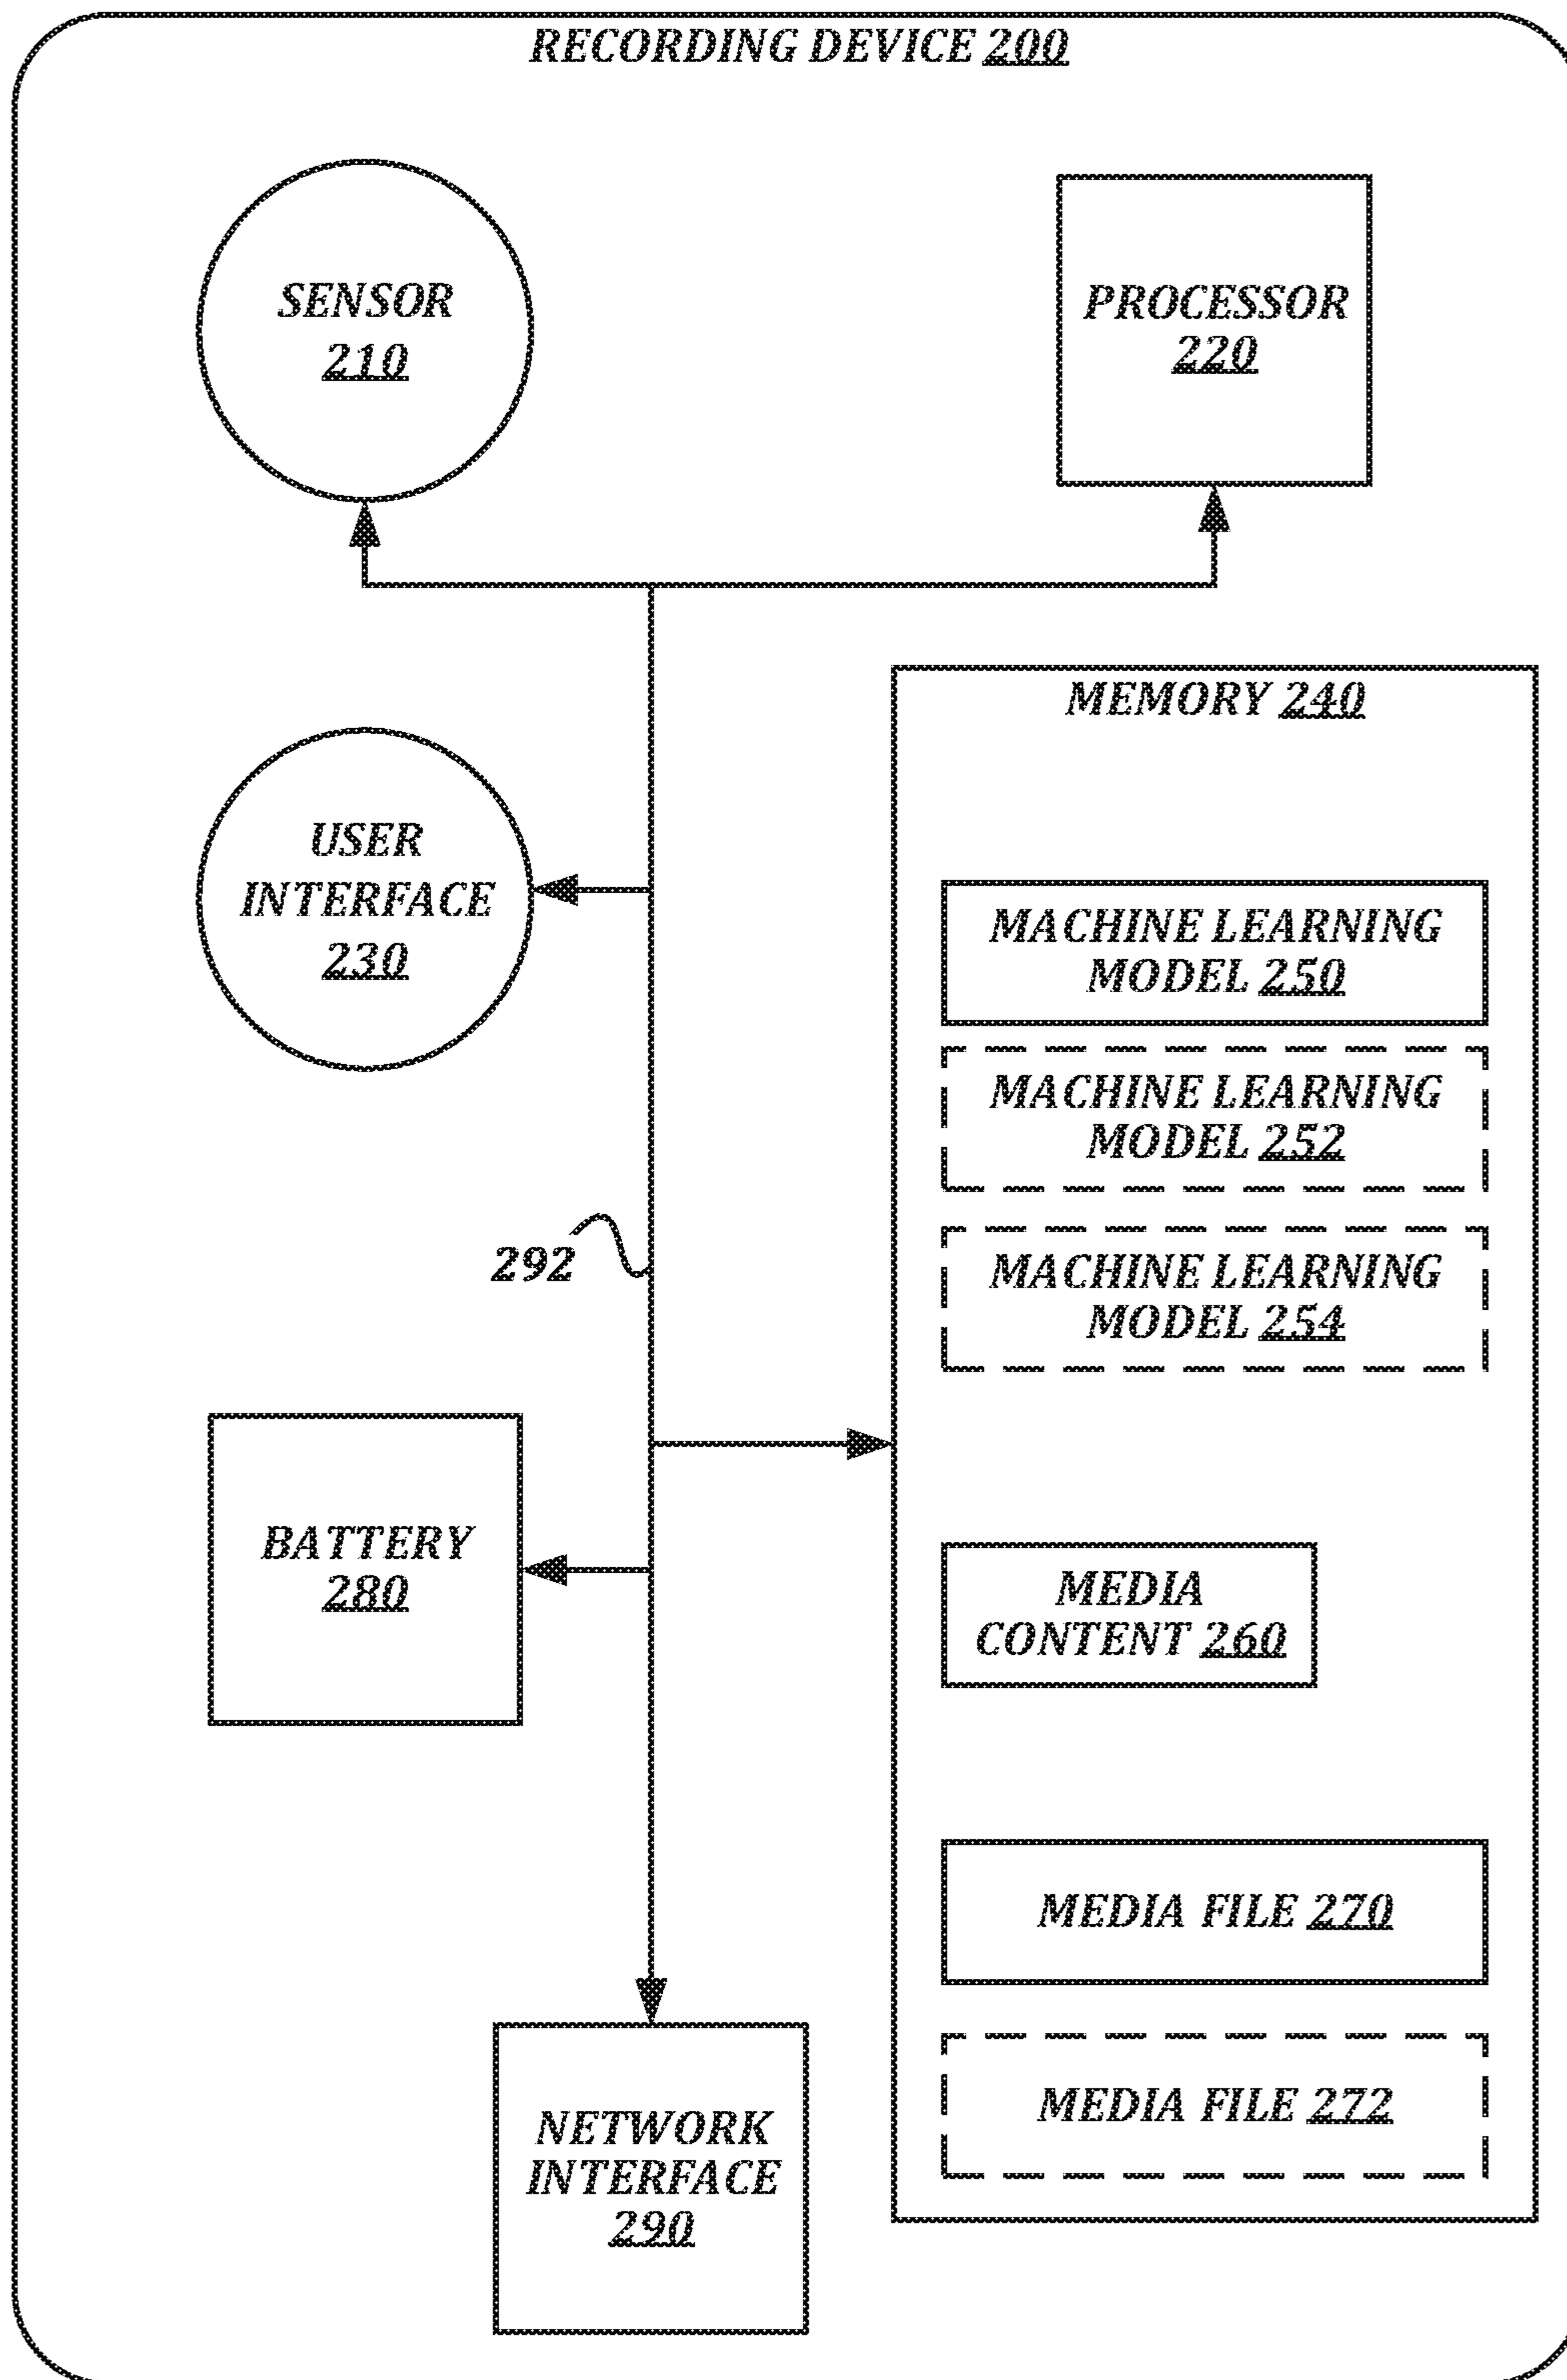 RECORDING DEVICE 200
SENSOR
210
PROCESSOR
220
USER
INTERFACE
230
MEMORY 240
MACHINE LEARNING
MODEL 250
MACHINE LEARNING
MODEL 252
MACHINE LEARNING
MODEL 254
292
BATTERY
280
MEDIA
CONTENT 260
MEDIA FILE 270
MEDIA FILE 272
NETWORK
INTERFACE
290